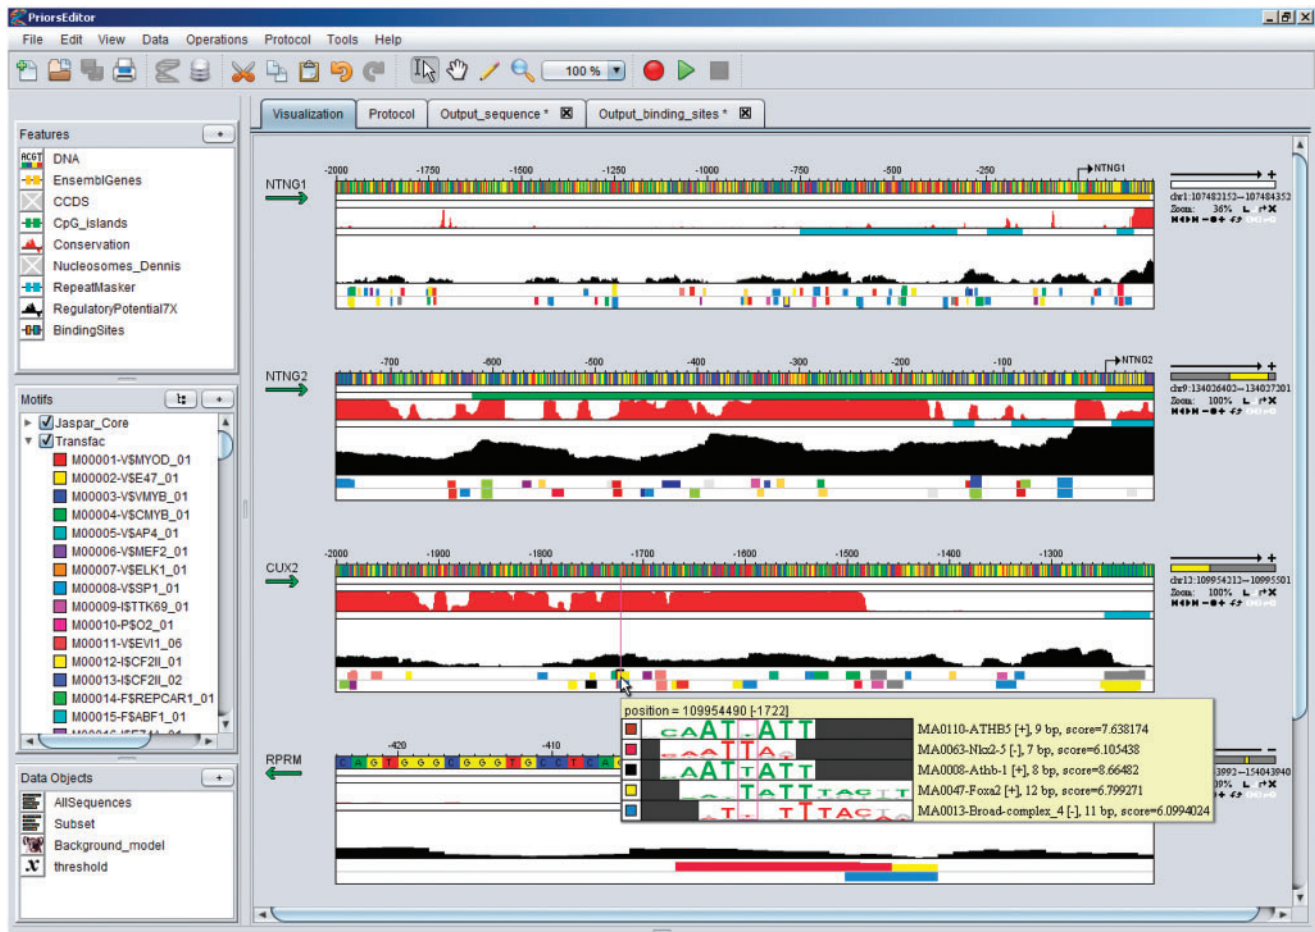 PriorsEditor
File Edit View Data Operations Protocol Tools Help
100 %
Visualization Protocol Output_sequence * Output_binding_sites *
Features
ACGT DNA
EnsemblGenes
CCDS
CpG_islands
Conservation
Nucleosomes_Dennis
RepeatMasker
RegulatoryPotential7X
BindingSites
Motifs
Jaspar_Core
Transfac
M00001-V$MYOD_01
M00002-V$E47_01
M00003-V$VMYB_01
M00004-V$CMYB_01
M00005-V$AP4_01
M00006-V$MEF2_01
M00007-V$ELK1_01
M00008-V$SP1_01
M00009-I$TTK69_01
M00010-P$O2_01
M00011-V$EVI1_06
M00012-I$CF2II_01
M00013-I$CF2II_02
M00014-F$REPCAR1_01
M00015-F$ABF1_01
Data Objects
AllSequences
Subset
Background_model
x threshold
-2000 -1750 -1500 -1250 -1000 -750 -500 -250 NTNG1
NTNG1
chr1:107482152-107484352
Zoom: 36%
-700 -600 -500 -400 -300 -200 -100 NTNG2
NTNG2
chr9:134026402-134027201
Zoom: 100%
-2000 -1900 -1800 -1700 -1600 -1500 -1400 -1300
CUX2
chr12:109954212-10995501
Zoom: 100%
position = 109954490 [-1722]
MA0110-ATHB5 [+], 9 bp, score=7.638174
MA0063-Nkx2-5 [-], 7 bp, score=6.105438
MA0008-Athb-1 [+], 8 bp, score=8.66482
MA0047-Foxa2 [+], 12 bp, score=6.799271
MA0013-Broad-complex_4 [-], 11 bp, score=6.0994024
-420 -410
RPRM
C A G T G G G C G G G T G C C T C A
3992-154043940